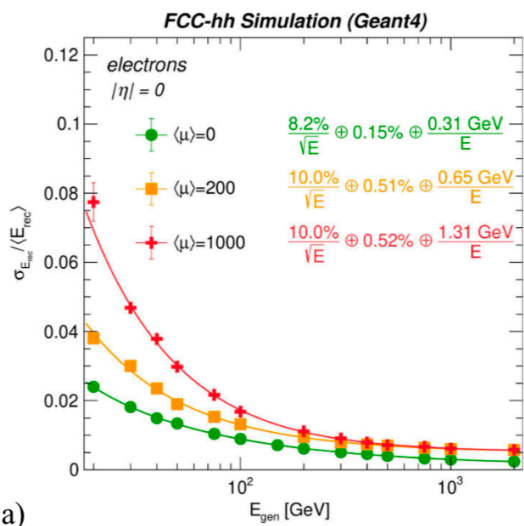 FCC-hh Simulation (Geant4)
0.12
electrons
|η| = 0
0.1
⟨μ⟩=0
8.2%/√E ⊕ 0.15% ⊕ 0.31 GeV/E
0.08
⟨μ⟩=200
10.0%/√E ⊕ 0.51% ⊕ 0.65 GeV/E
⟨μ⟩=1000
10.0%/√E ⊕ 0.52% ⊕ 1.31 GeV/E
σ_{E_rec}/⟨E_rec⟩
0.06
0.04
0.02
0
10² 10³
a)
E_gen [GeV]